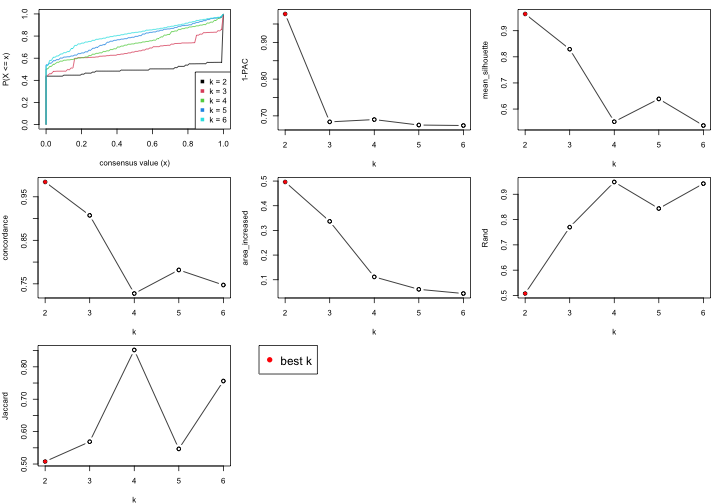 P(X <= x)
0.0 0.2 0.4 0.6 0.8 1.0
k = 2
k = 3
k = 4
k = 5
k = 6
0.0 0.2 0.4 0.6 0.8 1.0
consensus value (x)
1-PAC
0.70 0.80 0.90
2 3 4 5 6
k
mean_silhouette
0.6 0.7 0.8 0.9
2 3 4 5 6
k
concordance
0.75 0.85 0.95
2 3 4 5 6
k
area_increased
0.1 0.2 0.3 0.4 0.5
2 3 4 5 6
k
Rand
0.5 0.6 0.7 0.8 0.9
2 3 4 5 6
k
Jaccard
0.50 0.60 0.70 0.80
2 3 4 5 6
k
best k